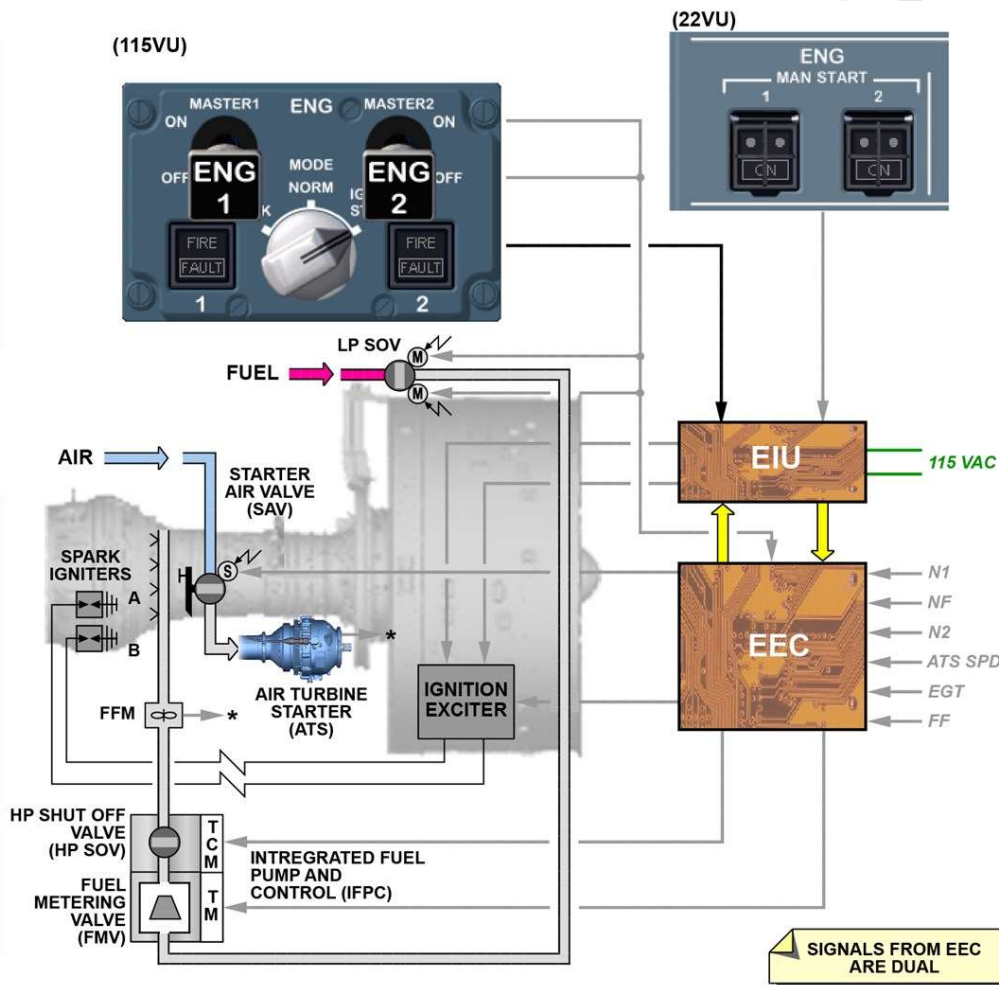 (115VU)
(22VU)
MASTER1 ENG MASTER2
ON ON
OFF OFF
ENG
1
ENG
2
MODE
NORM
K
IG
ST
FIRE
FAULT
1
FIRE
FAULT
2
ENG
MAN START
1 2
ON ON
LP SOV
M
M
FUEL
AIR
STARTER
AIR VALVE
(SAV)
S
SPARK
IGNITERS
A
B
AIR TURBINE
STARTER
(ATS)
*
FFM
*
IGNITION
EXCITER
EIU
115 VAC
EEC
N1
NF
N2
ATS SPD
EGT
FF
HP SHUT OFF
VALVE
(HP SOV)
T
C
M
INTREGRATED FUEL
PUMP AND
CONTROL (IFPC)
FUEL
METERING
VALVE
(FMV)
T
M
SIGNALS FROM EEC
ARE DUAL